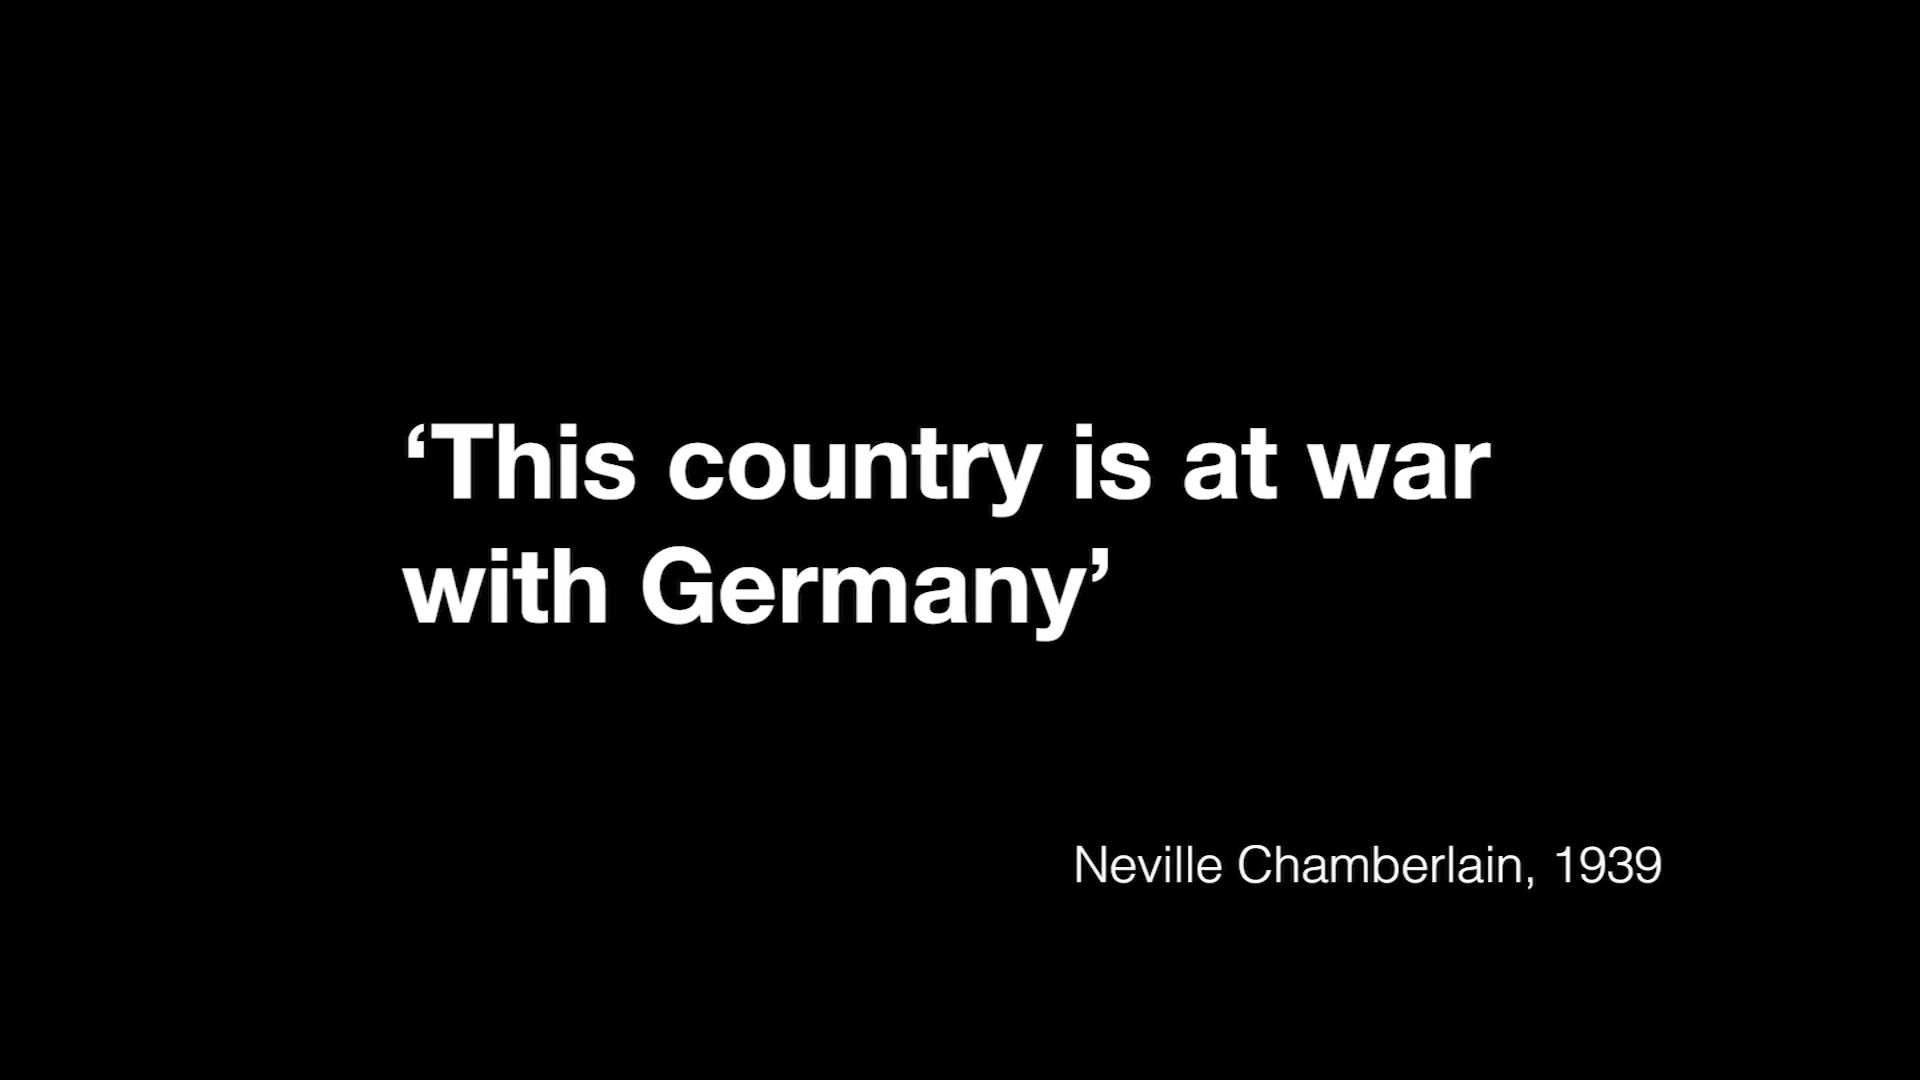 ‘This country is at war
with Germany’
Neville Chamberlain, 1939